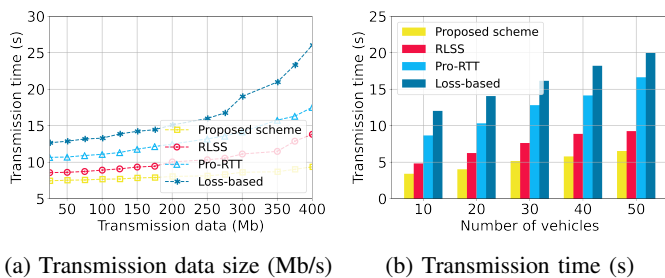 30
25
20
15
10
5
Transmission time (s)
50
100
150
200
250
300
350
400
Transmission data (Mb)
Proposed scheme
RLSS
Pro-RTT
Loss-based
(a) Transmission data size (Mb/s)
25
20
15
10
5
0
Transmission time (s)
10
20
30
40
50
Number of vehicles
Proposed scheme
RLSS
Pro-RTT
Loss-based
(b) Transmission time (s)